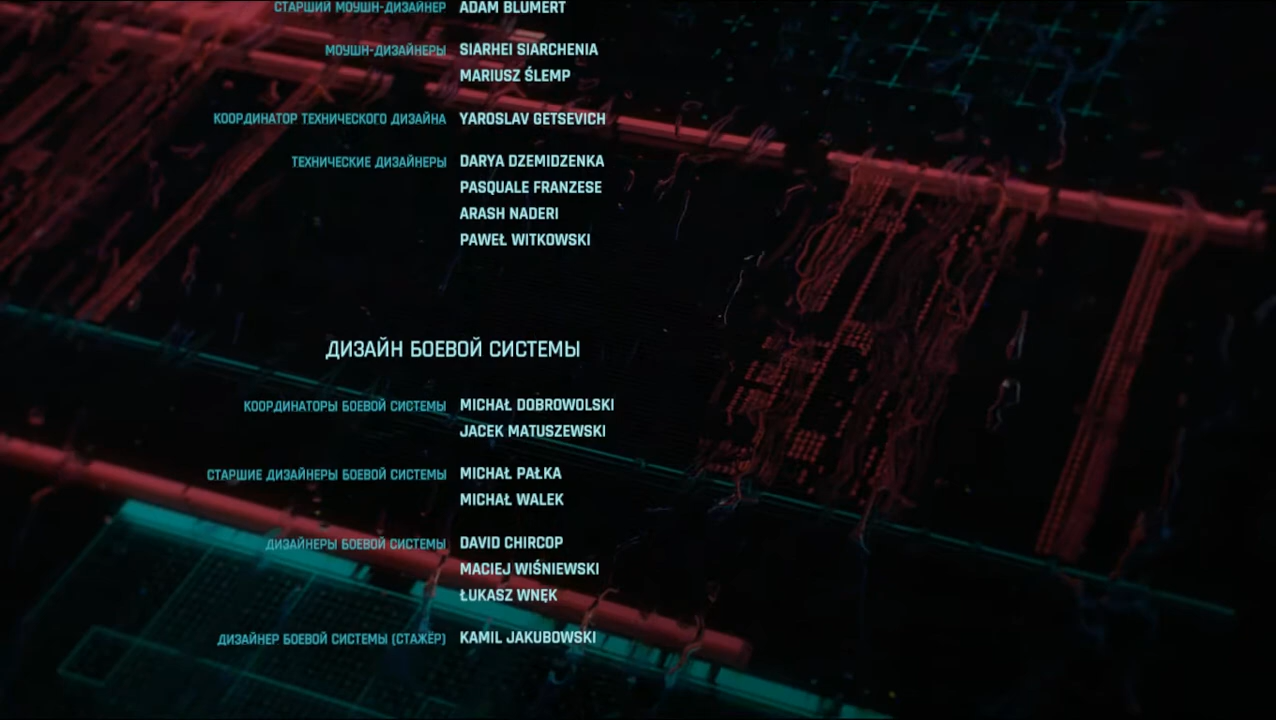 СТАРШИЙ МОУШН-ДИЗАЙНЕР ADAM BLUMERT
МОУШН-ДИЗАЙНЕРЫ SIARHEI SIARCHENIA
MARIUSZ ŚLEMP
КООРДИНАТОР ТЕХНИЧЕСКОГО ДИЗАЙНА YAROSLAV GETSEVICH
ТЕХНИЧЕСКИЕ ДИЗАЙНЕРЫ DARYA DZEMIDZENKA
PASQUALE FRANZESE
ARASH NADERI
PAWEŁ WITKOWSKI
ДИЗАЙН БОЕВОЙ СИСТЕМЫ
КООРДИНАТОРЫ БОЕВОЙ СИСТЕМЫ MICHAŁ DOBROWOLSKI
JACEK MATUSZEWSKI
СТАРШИЕ ДИЗАЙНЕРЫ БОЕВОЙ СИСТЕМЫ MICHAŁ PAŁKA
MICHAŁ WALEK
ДИЗАЙНЕРЫ БОЕВОЙ СИСТЕМЫ DAVID CHIRCOP
MACIEJ WIŚNIEWSKI
ŁUKASZ WNĘK
ДИЗАЙНЕР БОЕВОЙ СИСТЕМЫ (СТАЖЁР) KAMIL JAKUBOWSKI